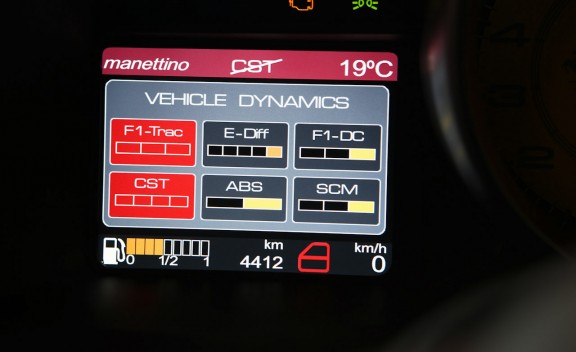 manettino CST 19ºC
VEHICLE DYNAMICS
F1-Trac E-Diff F1-DC
CST ABS SCM
km km/h
0 1/2 1 4412 0